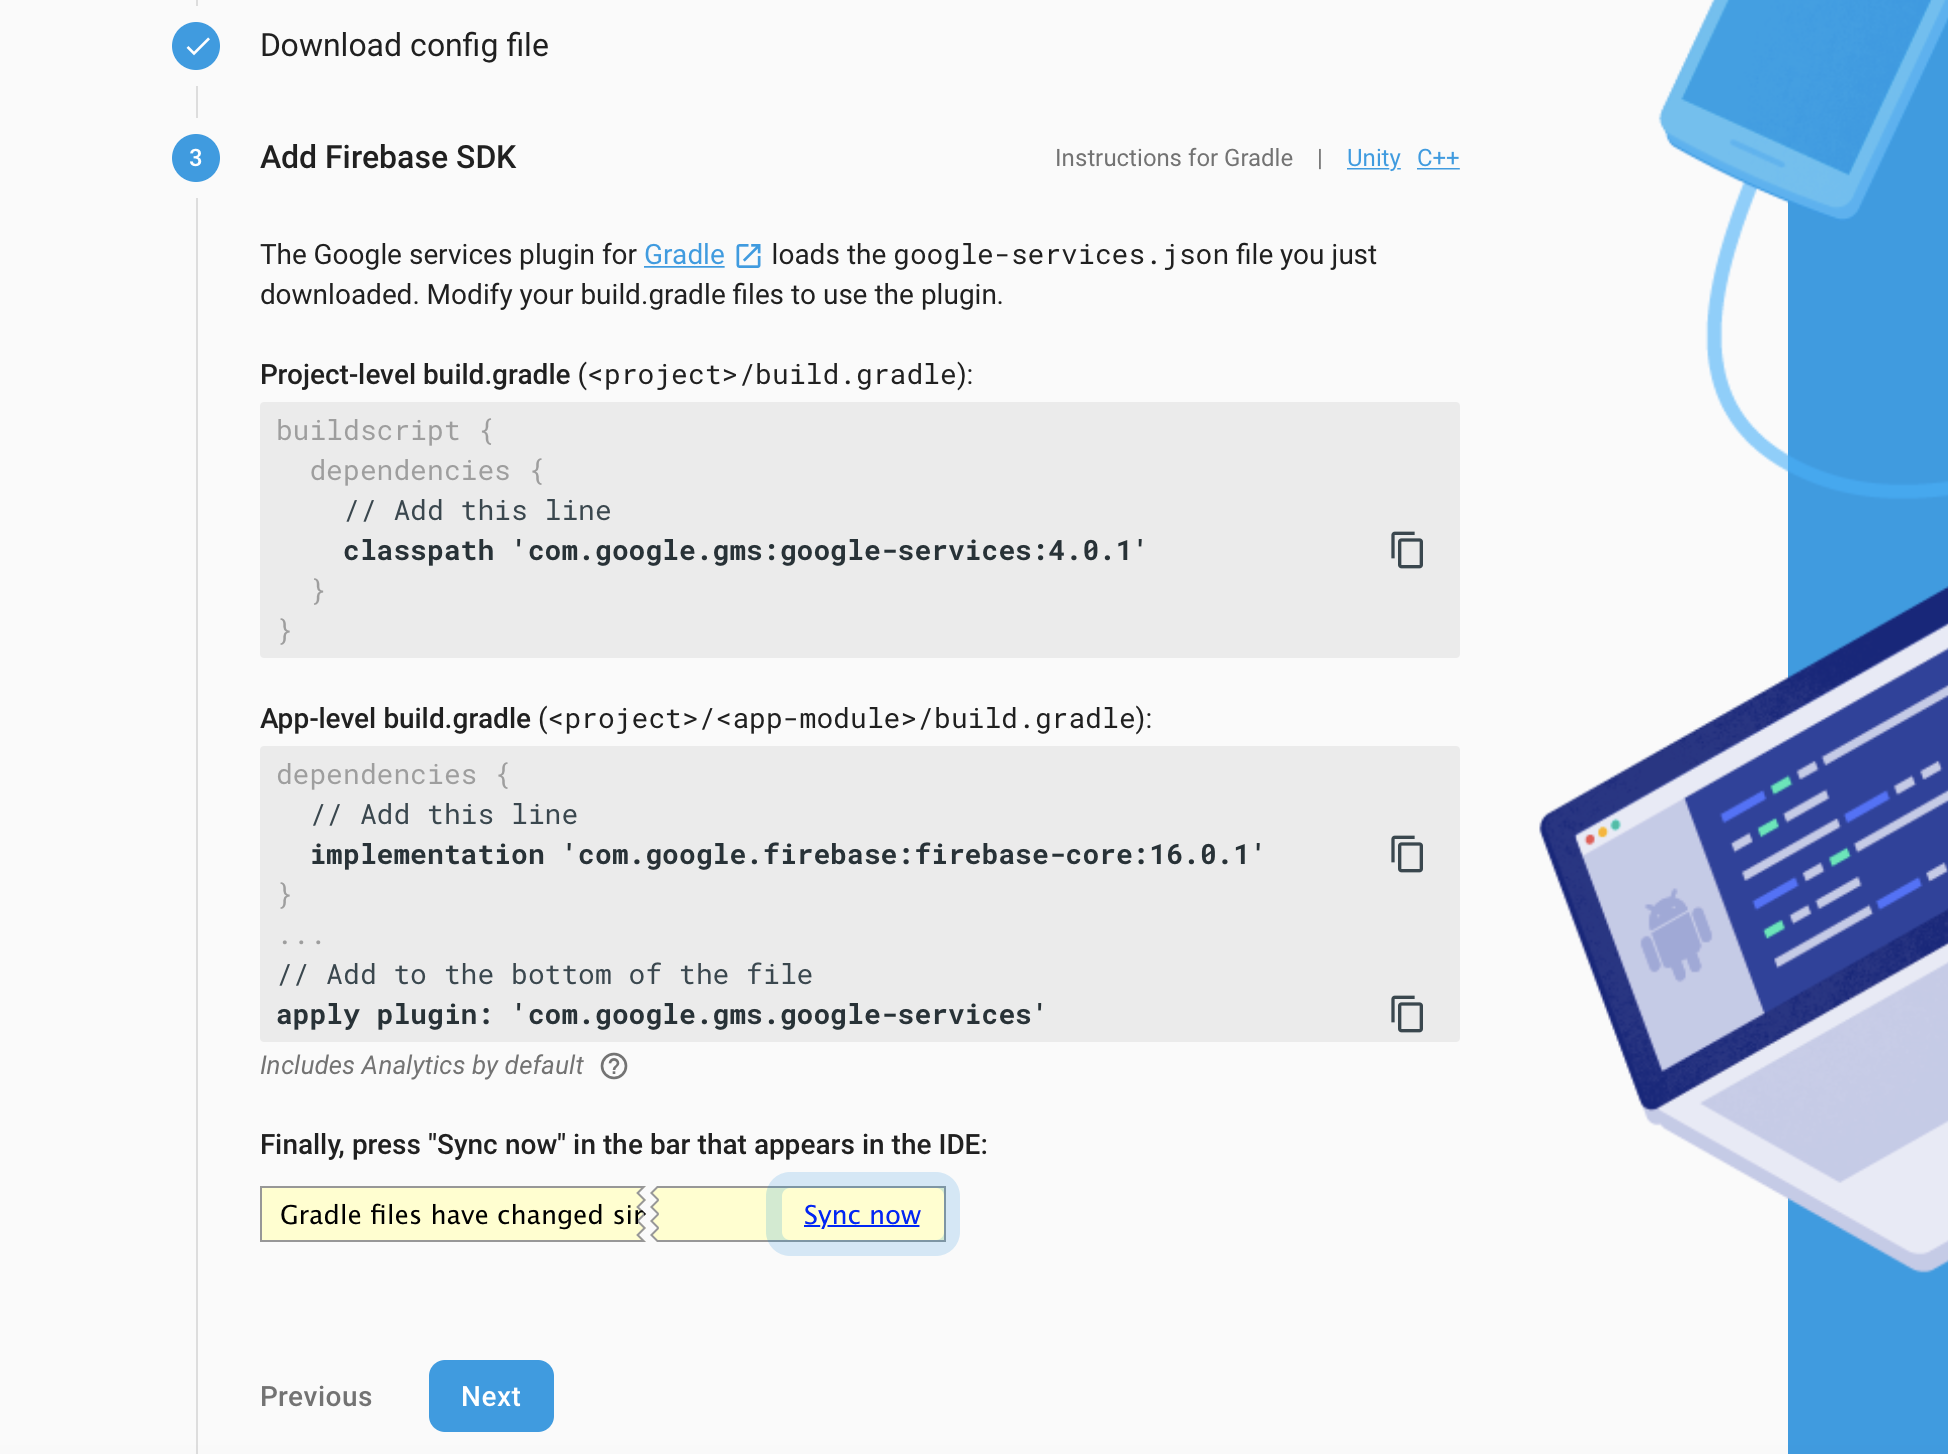 Download config file
3
Add Firebase SDK
Instructions for Gradle | Unity C++
The Google services plugin for Gradle loads the google-services.json file you just
downloaded. Modify your build.gradle files to use the plugin.
Project-level build.gradle (<project>/build.gradle):
buildscript {
  dependencies {
    // Add this line
    classpath 'com.google.gms:google-services:4.0.1'
  }
}
App-level build.gradle (<project>/<app-module>/build.gradle):
dependencies {
  // Add this line
  implementation 'com.google.firebase:firebase-core:16.0.1'
}
...
// Add to the bottom of the file
apply plugin: 'com.google.gms.google-services'
Includes Analytics by default ?
Finally, press "Sync now" in the bar that appears in the IDE:
Gradle files have changed Sync now
Previous Next